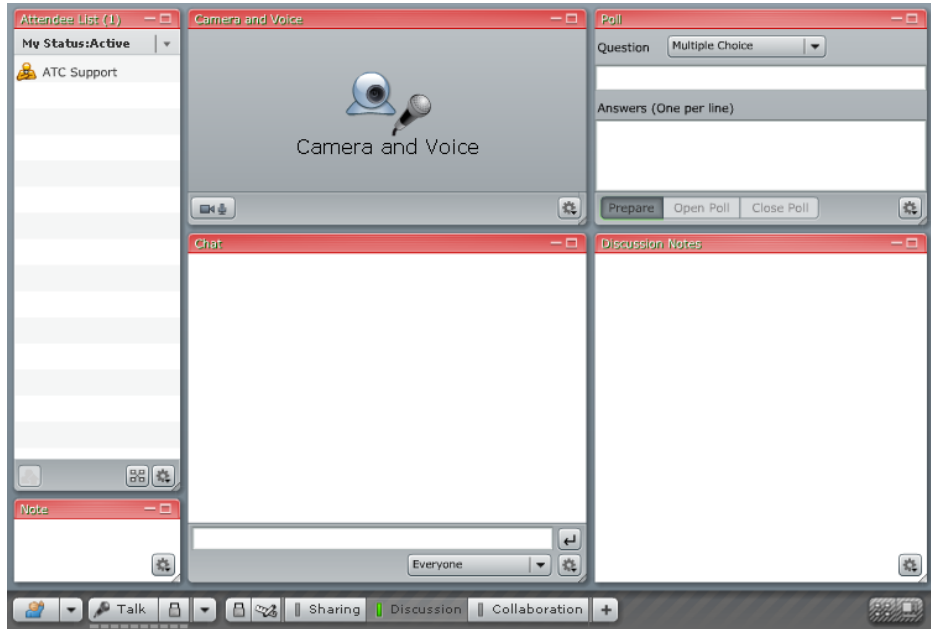 Attendee List (1)
My Status:Active
ATC Support
Note
Camera and Voice
Camera and Voice
Chat
Everyone
Poll
Question
Multiple Choice
Answers (One per line)
Prepare
Open Poll
Close Poll
Discussion Notes
Talk
Sharing
Discussion
Collaboration